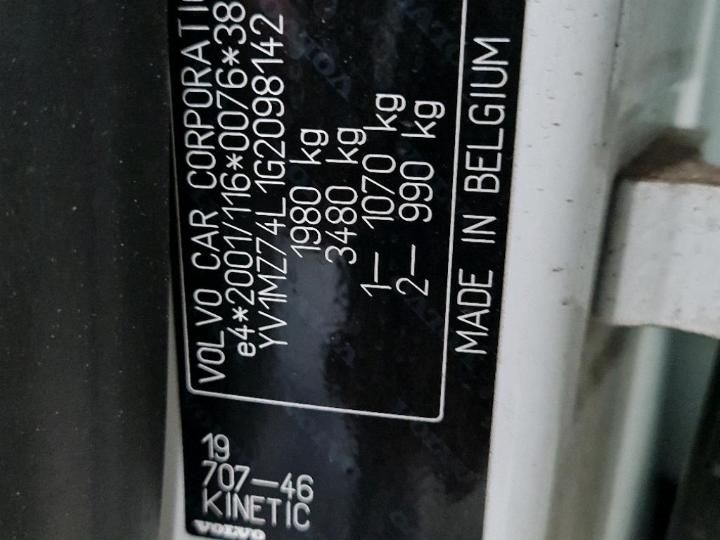 VOLVO CAR CORPORATI
e4*2001/116*0076*38
YV1MZ74L1G2098142
1980 kg
3480 kg
1— 1070 kg
2— 990 kg
MADE IN BELGIUM
19
707—46
KINETIC
VOLVO